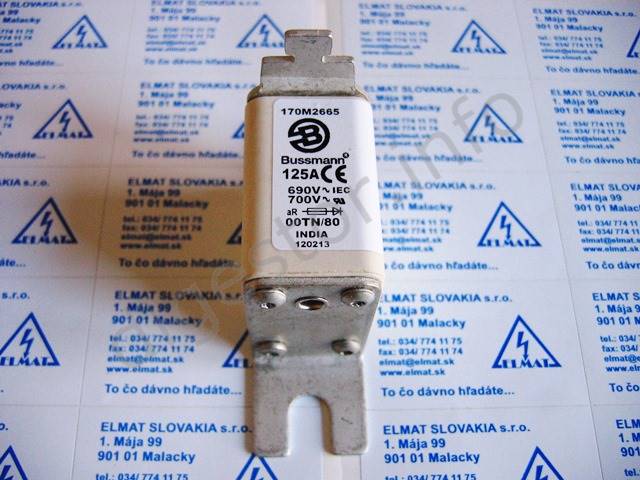 170M2665
B
Bussmann®
125A CE
690V~ IEC
700V~
aR
00TN/80
INDIA
120213
ELMAT SLOVAKIA s.r.o.
1. Mája 99
901 01 Malacky
tel.: 034/ 774 11 75
fax: 034/ 774 11 74
elmat@elmat.sk
www.elmat.sk
To čo dávno hľadáte...
ELMAT